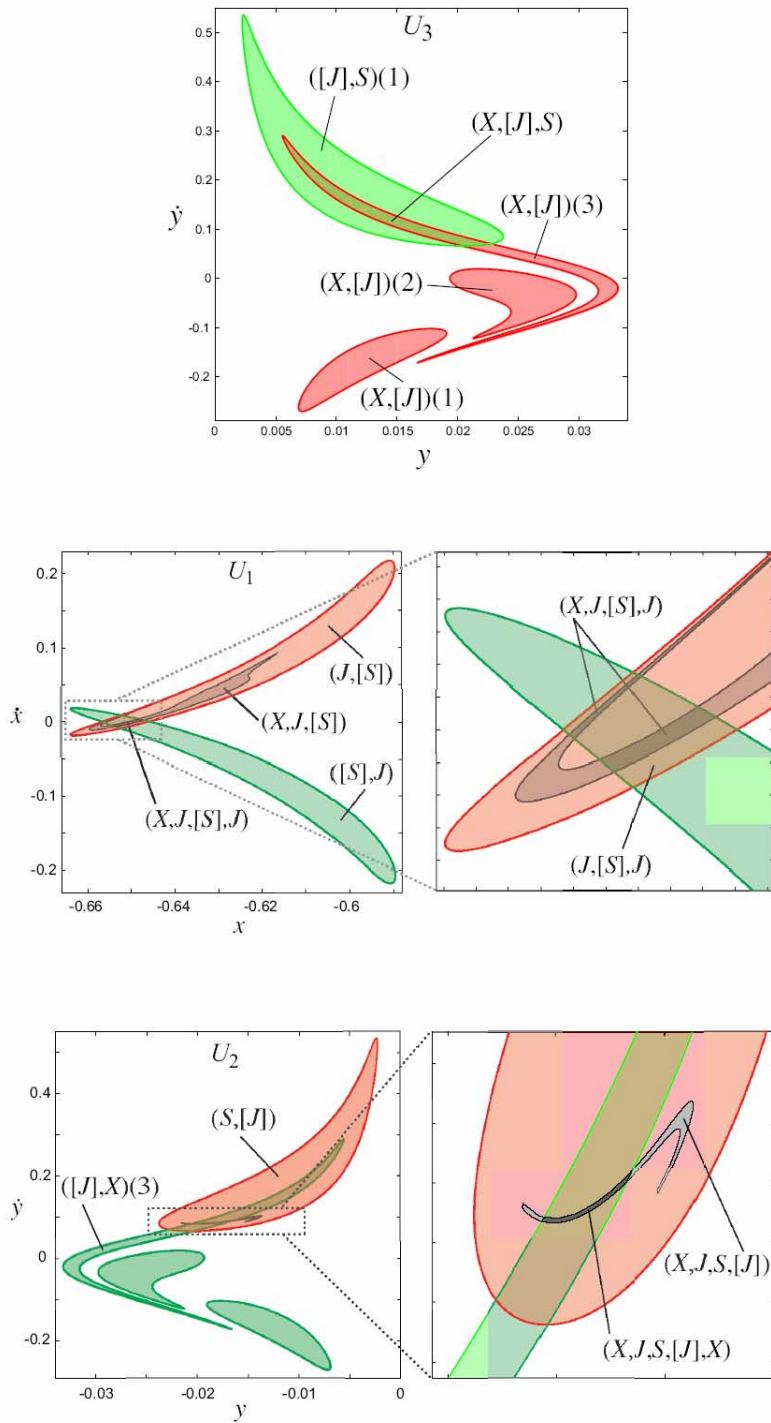 U3
([J],S)(1)
(X,[J],S)
(X,[J])(3)
(X,[J])(2)
(X,[J])(1)
0.5
0.4
0.3
0.2
0.1
0
-0.1
-0.2
ẏ
0
0.005
0.01
0.015
0.02
0.025
0.03
y
U1
(J,[S])
(X,J,[S])
([S],J)
(X,J,[S],J)
0.2
0.1
0
-0.1
-0.2
ẋ
-0.66
-0.64
-0.62
-0.6
x
(X,J,[S],J)
(J,[S],J)
U2
(S,[J])
([J],X)(3)
0.4
0.2
0
-0.2
ẏ
-0.03
-0.02
-0.01
0
y
(X,J,S,[J])
(X,J,S,[J],X)